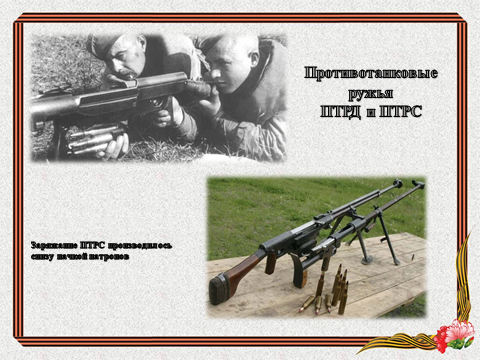 Противотанковые
ружья
ПТРД и ПТРС
Заряжание ПТРС производилось
снизу пачкой патронов